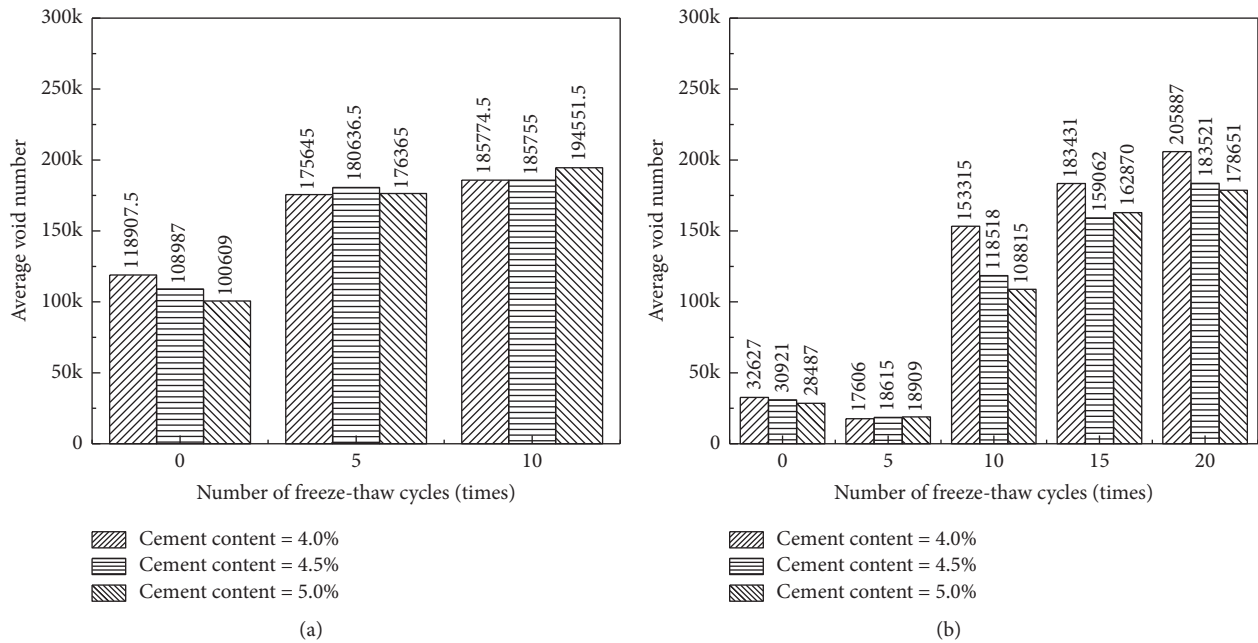 300k
250k
200k
150k
100k
50k
0
Average void number
118907.5
108987
100609
175645
180636.5
176365
185774.5
185755
194551.5
0 5 10
Number of freeze-thaw cycles (times)
Cement content = 4.0%
Cement content = 4.5%
Cement content = 5.0%
(a)
300k
250k
200k
150k
100k
50k
0
Average void number
32627
30921
28487
17606
18615
18909
153315
118518
108815
183431
159062
162870
205887
183521
178651
0 5 10 15 20
Number of freeze-thaw cycles (times)
Cement content = 4.0%
Cement content = 4.5%
Cement content = 5.0%
(b)